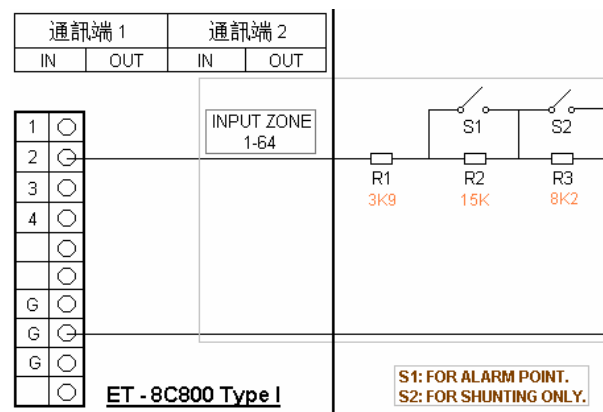 通訊端 1 通訊端 2
IN OUT IN OUT
INPUT ZONE
1-64
S1 S2
1
2
3
4
G
G
G
R1 R2 R3
3K9 15K 8K2
ET - 8C800 Type I
S1: FOR ALARM POINT.
S2: FOR SHUNTING ONLY.